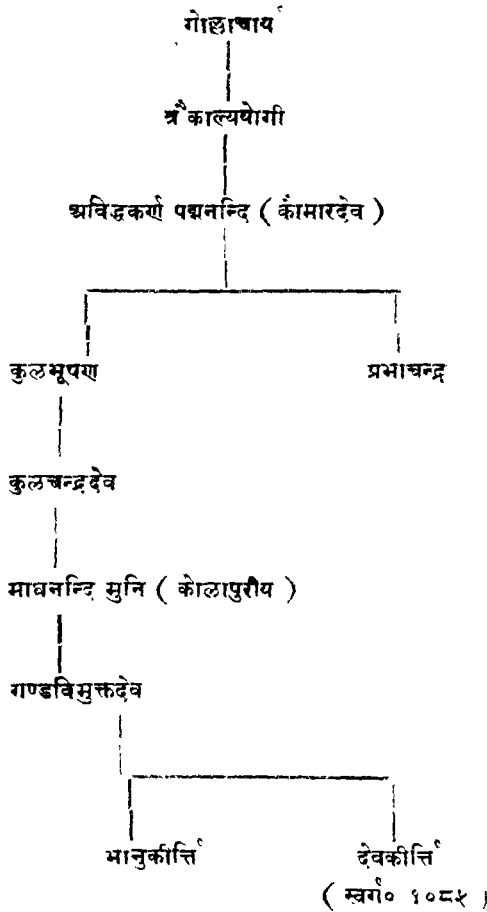 गोल्लाचार्य
त्रैकाल्ययोगी
अविद्धकर्ण पद्मनन्दि ( कौमारदेव )
कुलभूषण प्रभाचन्द्र
कुलचन्द्रदेव
माघनन्दि मुनि ( कोलापुरीय )
गण्डविमुक्तदेव
भानुकीर्त्ति देवकीर्त्ति
( स्वर्ग० १०८५ )